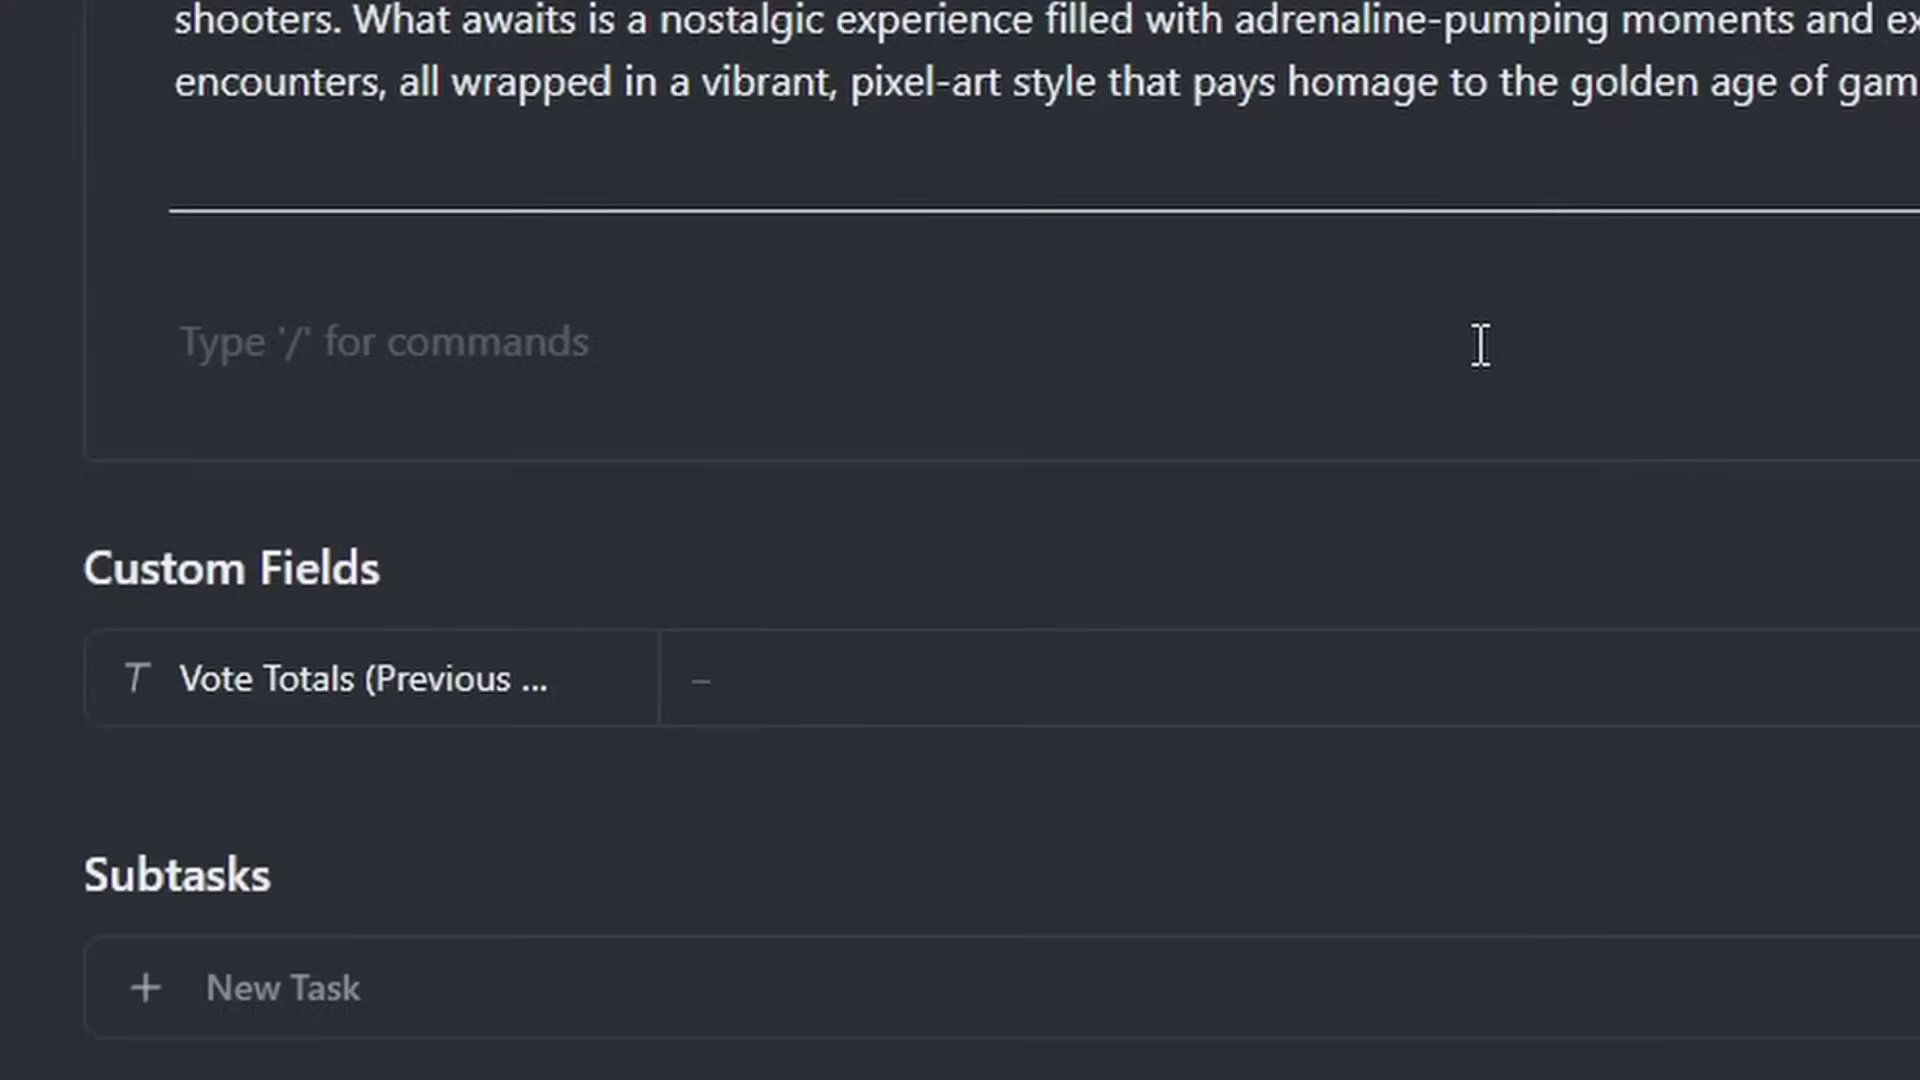 shooters. What awaits is a nostalgic experience filled with adrenaline-pumping moments and
encounters, all wrapped in a vibrant, pixel-art style that pays homage to the golden age of
Type '/' for commands
Custom Fields
T Vote Totals (Previous ...
–
Subtasks
+ New Task